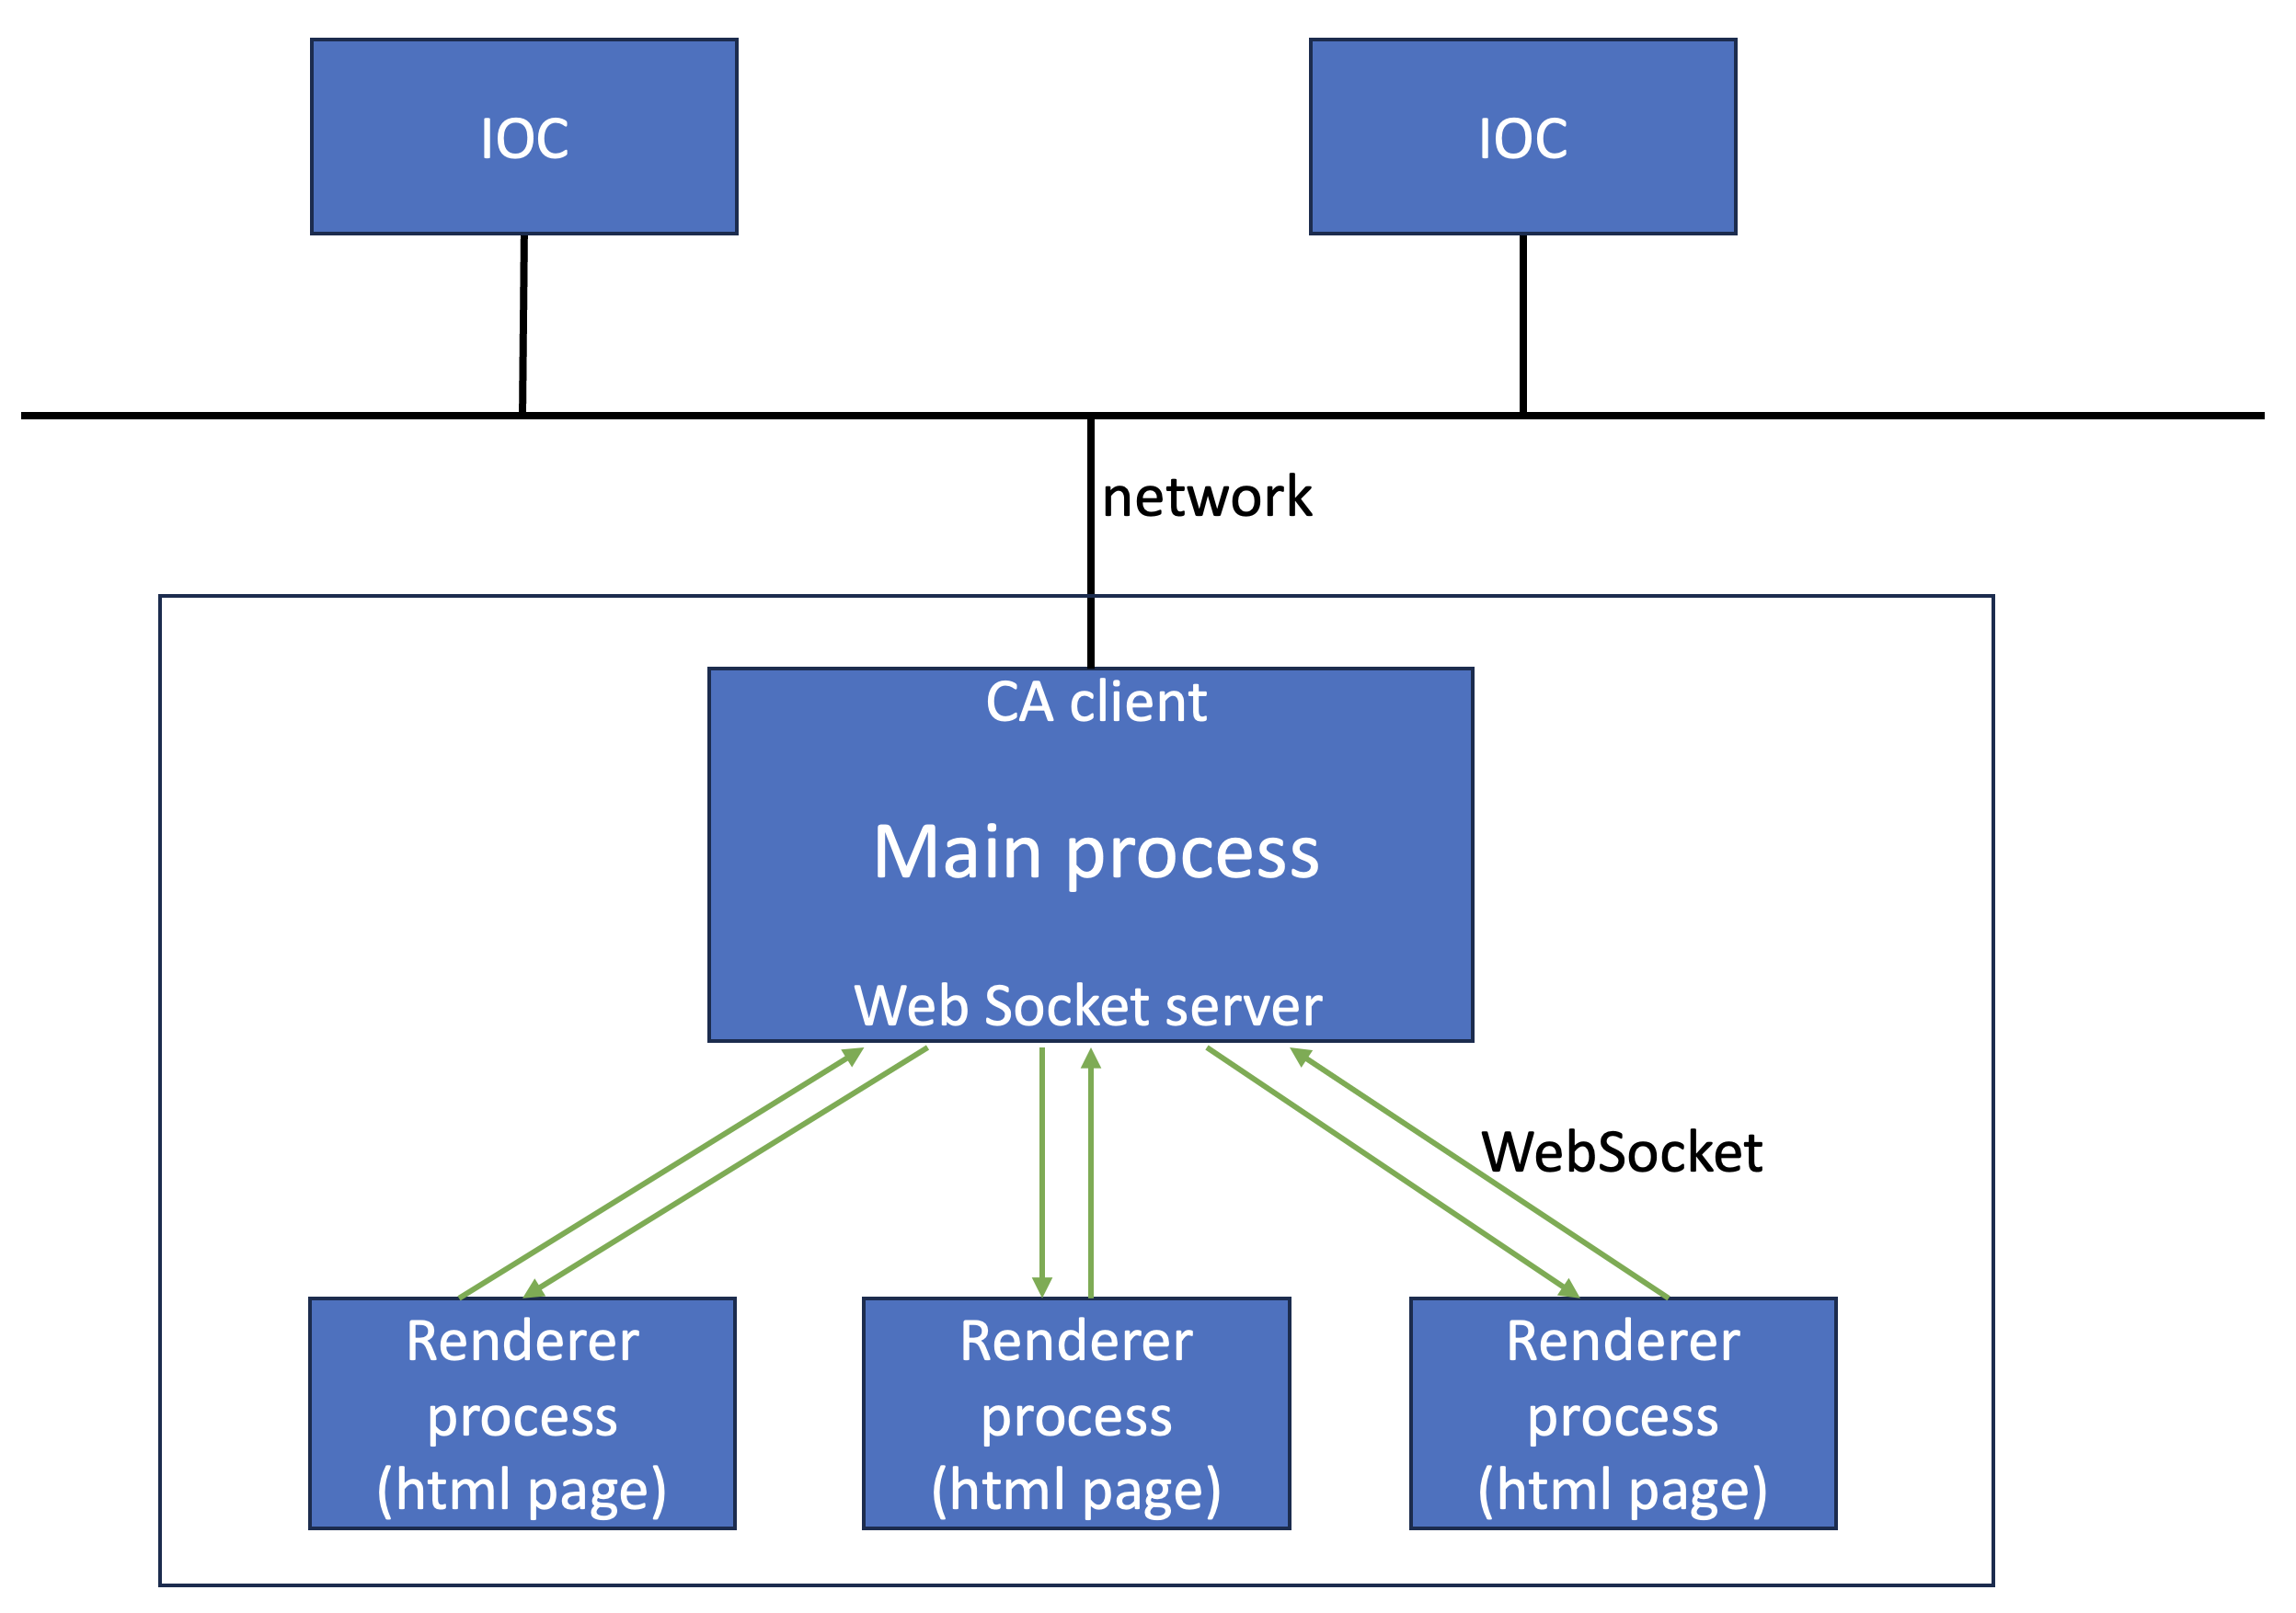 IOC
IOC
network
CA client
Main process
Web Socket server
WebSocket
Renderer
process
(html page)
Renderer
process
(html page)
Renderer
process
(html page)